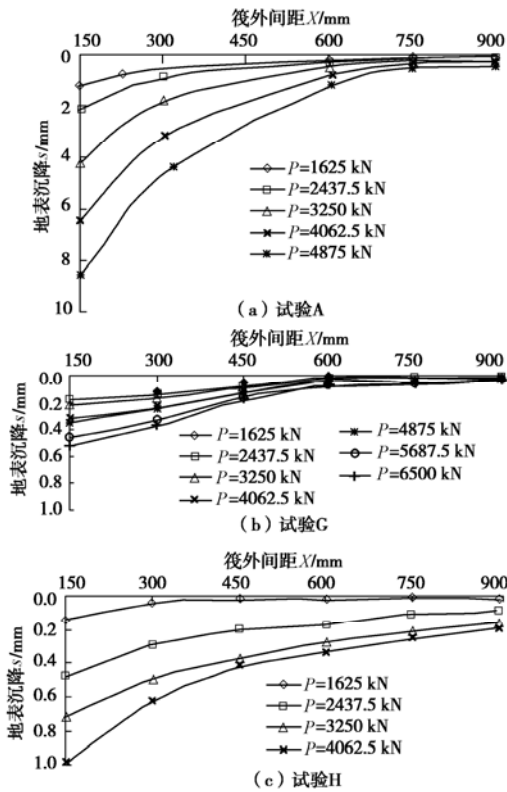 筏外间距X/mm
150 300 450 600 750 900
0
2
4
6
8
10
地表沉降s/mm
P=1625 kN
P=2437.5 kN
P=3250 kN
P=4062.5 kN
P=4875 kN
(a)试验A
筏外间距X/mm
150 300 450 600 750 900
0.0
0.2
0.4
0.6
0.8
1.0
地表沉降s/mm
P=1625 kN
P=2437.5 kN
P=3250 kN
P=4062.5 kN
P=4875 kN
P=5687.5 kN
P=6500 kN
(b)试验G
筏外间距X/mm
150 300 450 600 750 900
0.0
0.2
0.4
0.6
0.8
1.0
地表沉降s/mm
P=1625 kN
P=2437.5 kN
P=3250 kN
P=4062.5 kN
(c)试验H